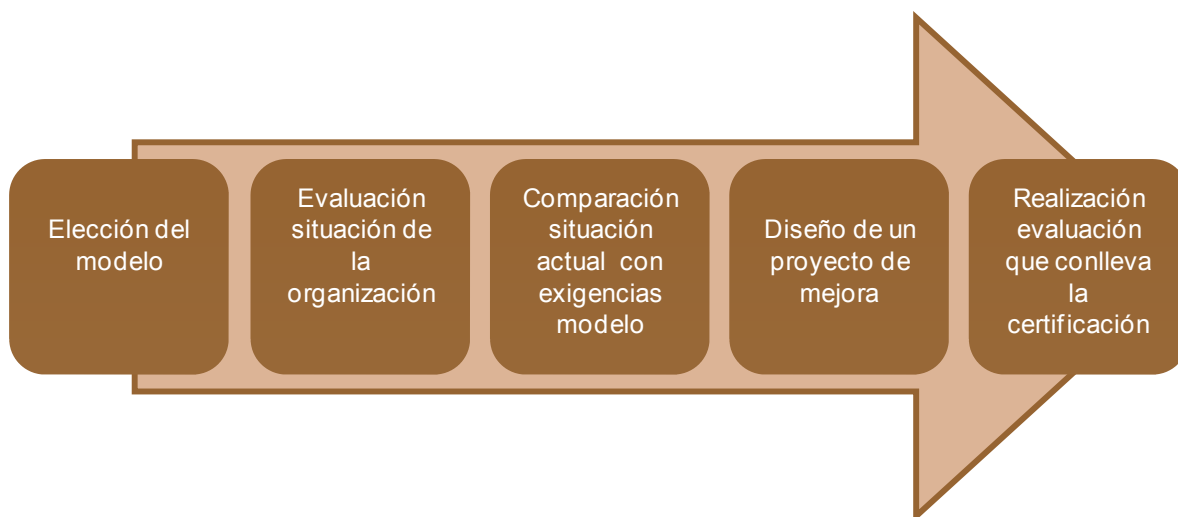 Elección del
modelo
Evaluación
situación de
la
organización
Comparación
situación
actual con
exigencias
modelo
Diseño de un
proyecto de
mejora
Realización
evaluación
que conlleva
la
certificación